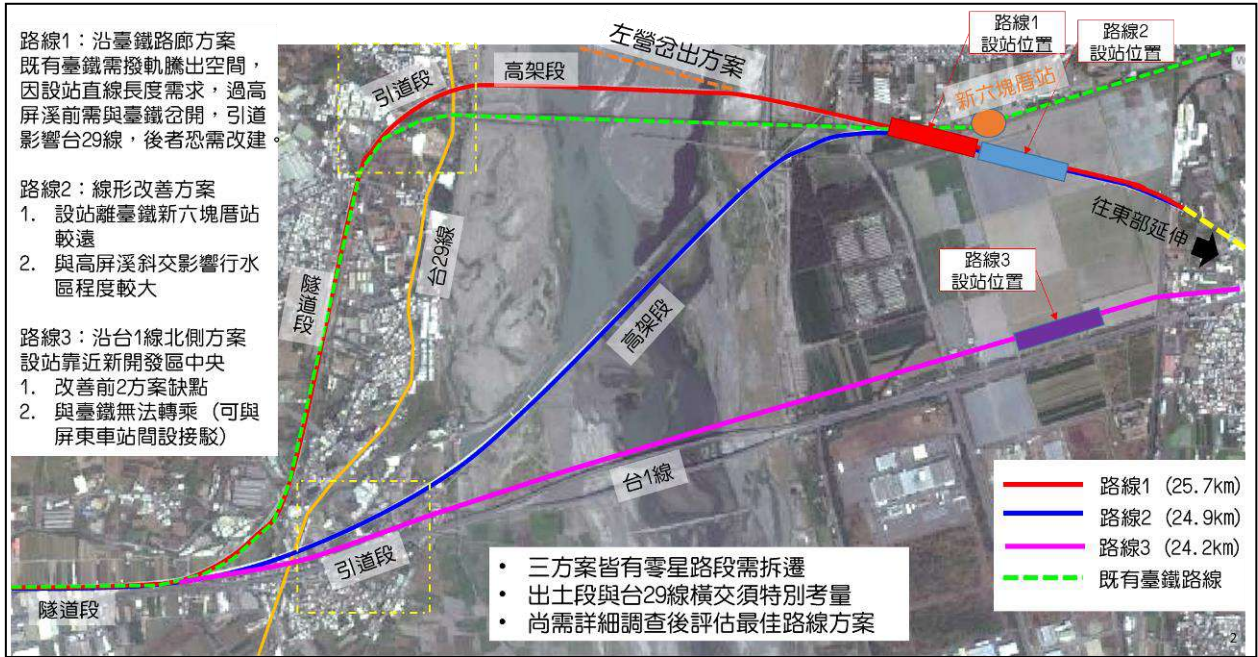 路線1：沿臺鐵路廊方案
既有臺鐵需撥軌騰出空間，
因設站直線長度需求，過高
屏溪前需與臺鐵岔開，引道
影響台29線，後者恐需改建。
路線2：線形改善方案
1. 設站離臺鐵新六塊厝站
較遠
2. 與高屏溪斜交影響行水
區程度較大
路線3：沿台1線北側方案
設站靠近新開發區中央
1. 改善前2方案缺點
2. 與臺鐵無法轉乘（可與
屏東車站間設接駁）
引道段
高架段
左營岔出方案
路線1
設站位置
路線2
設站位置
新六塊厝站
台29線
隧道段
高架段
往東部延伸
路線3
設站位置
台1線
引道段
隧道段
• 三方案皆有零星路段需拆遷
• 出土段與台29線橫交須特別考量
• 尚需詳細調查後評估最佳路線方案
路線1 (25.7km)
路線2 (24.9km)
路線3 (24.2km)
既有臺鐵路線
2